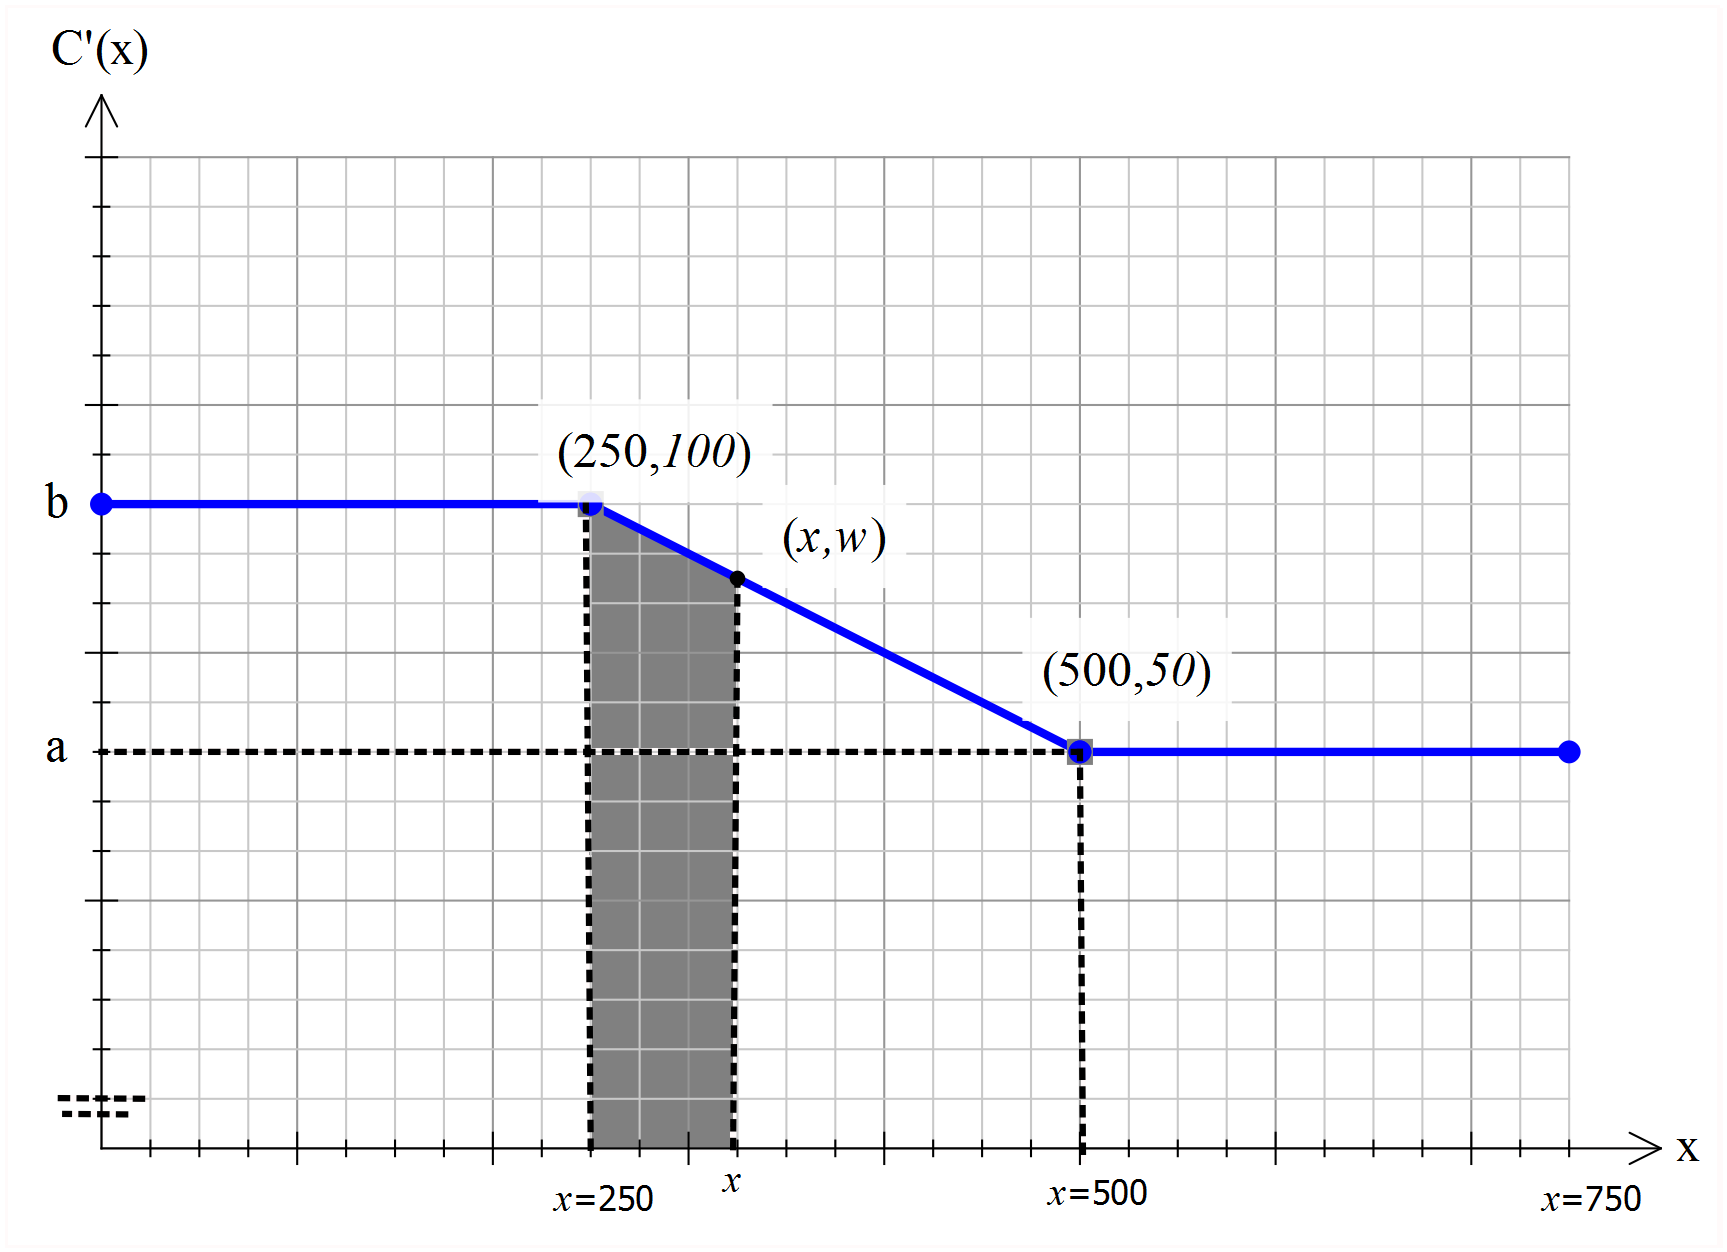 C'(x)
(250,100)
b
(x,w)
(500,50)
a
x
x=250
x
x=500
x=750